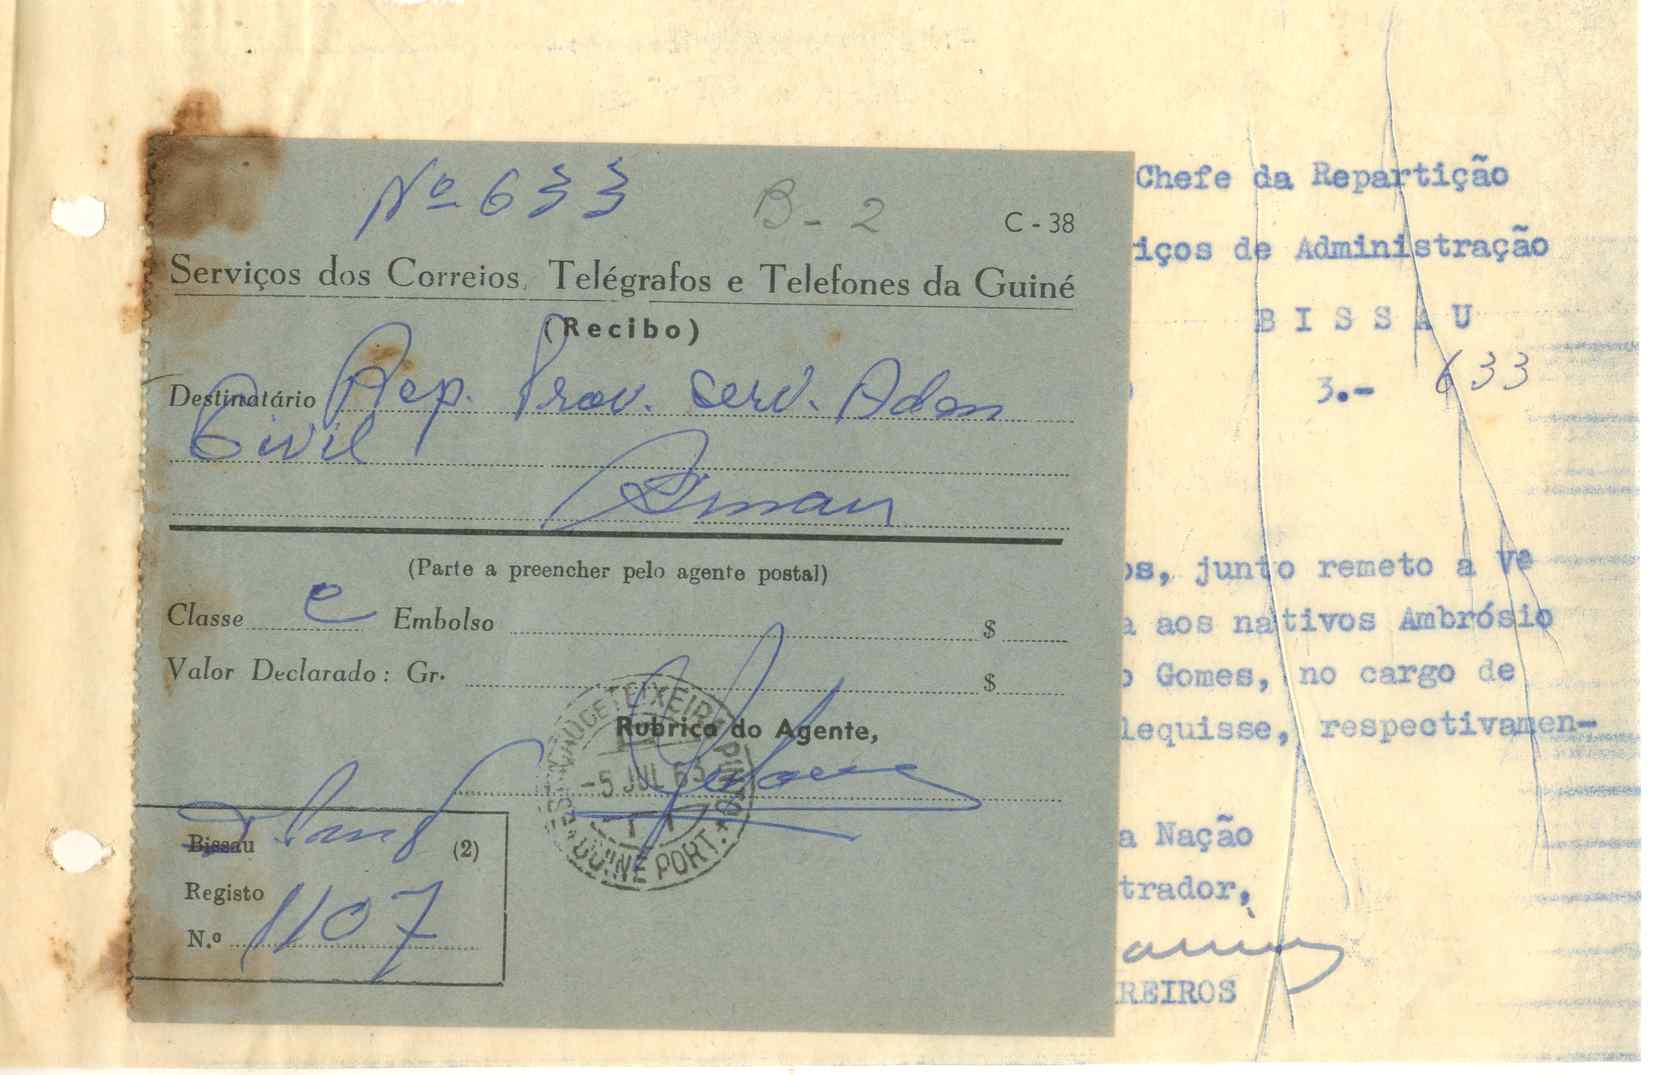 Nº 633
B - 2
C - 38
Serviços dos Correios, Telégrafos e Telefones da Guiné
(Recibo)
Destinatário Rep. Prov. Serv. Adm
Civil
Bissau
(Parte a preencher pelo agente postal)
Classe e Embolso $
Valor Declarado: Gr. $
Rubrica do Agente,
TEIXEIRA PINTO
-5 JUL 63
GUINÉ PORT.
Bissau (2)
Registo
N.º 1107
Chefe da Repartição
iços de Administração
B I S S A U
3.- 633
os, junto remeto a Vª
a aos nativos Ambrósio
o Gomes, no cargo de
lequisse, respectivamen-
a Nação
trador,
REIROS